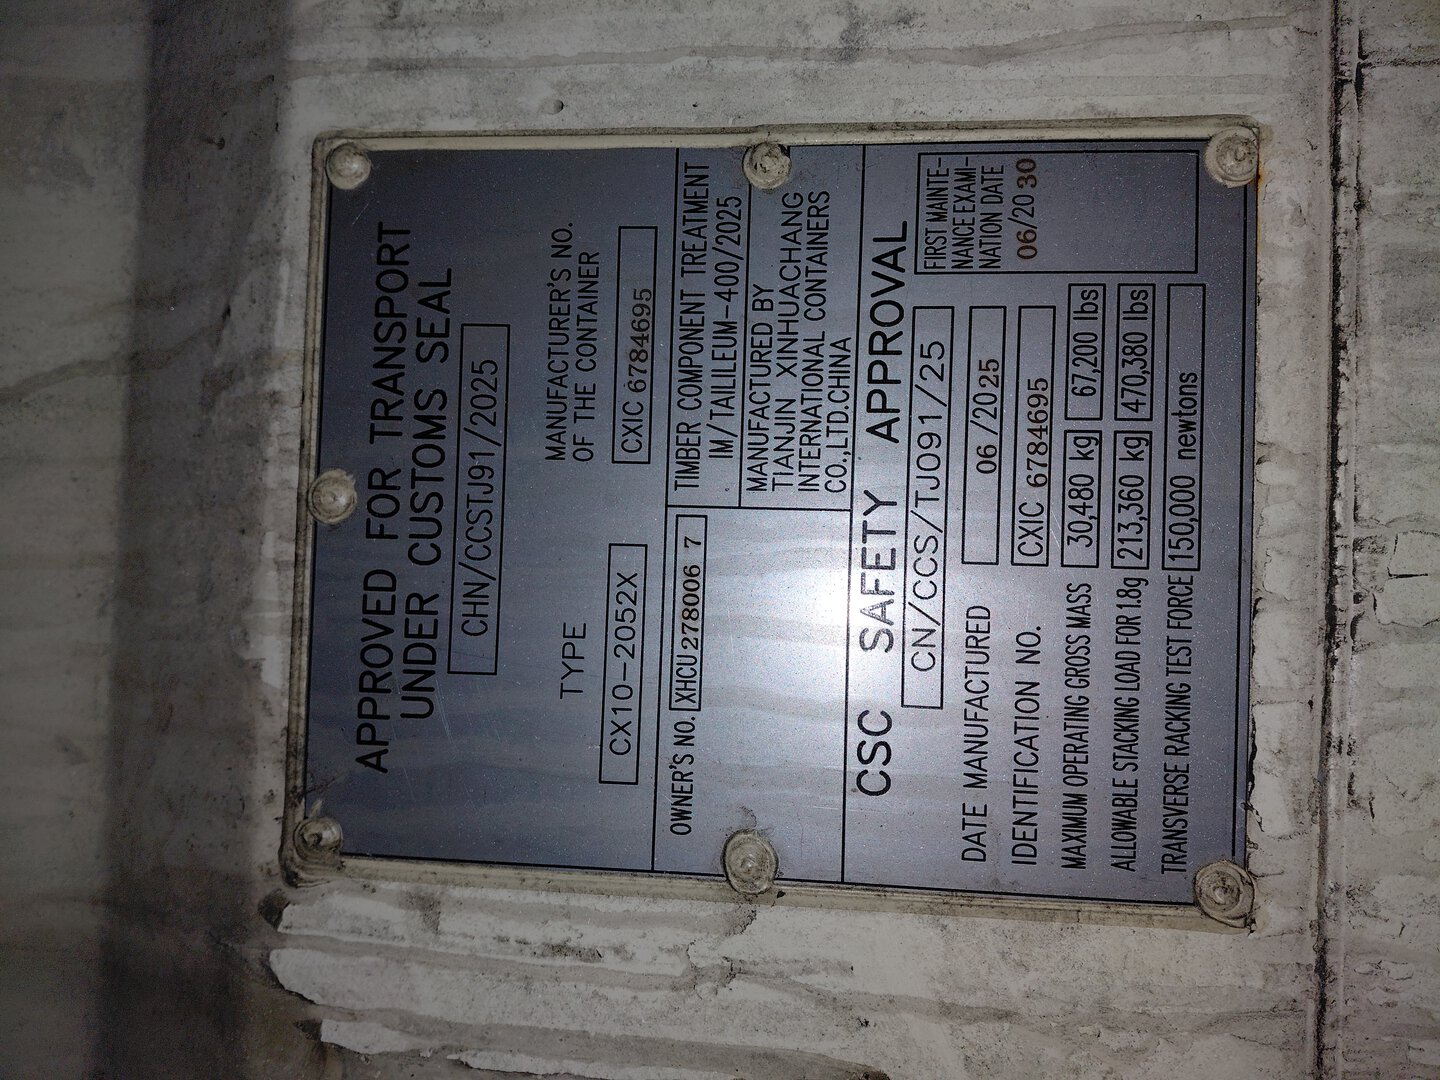 APPROVED FOR TRANSPORT
UNDER CUSTOMS SEAL
CHN/CCSTJ91/2025
TYPE
CX10-2052X
MANUFACTURER'S NO.
OF THE CONTAINER
CXIC 6784695
OWNER'S NO. XHCU 278006 7
TIMBER COMPONENT TREATMENT
IM/TAILILEUM-400/2025
MANUFACTURED BY
TIANJIN XINHUACHANG
INTERNATIONAL CONTAINERS
CO.,LTD.CHINA
CSC SAFETY APPROVAL
CN/CCS/TJ091/25
DATE MANUFACTURED 06 /2025
IDENTIFICATION NO. CXIC 6784695
MAXIMUM OPERATING GROSS MASS 30,480 kg 67,200 lbs
ALLOWABLE STACKING LOAD FOR 1.8g 213,360 kg 470,380 lbs
TRANSVERSE RACKING TEST FORCE 150,000 newtons
FIRST MAINTE-
NANCE EXAMI-
NATION DATE
06/20 30